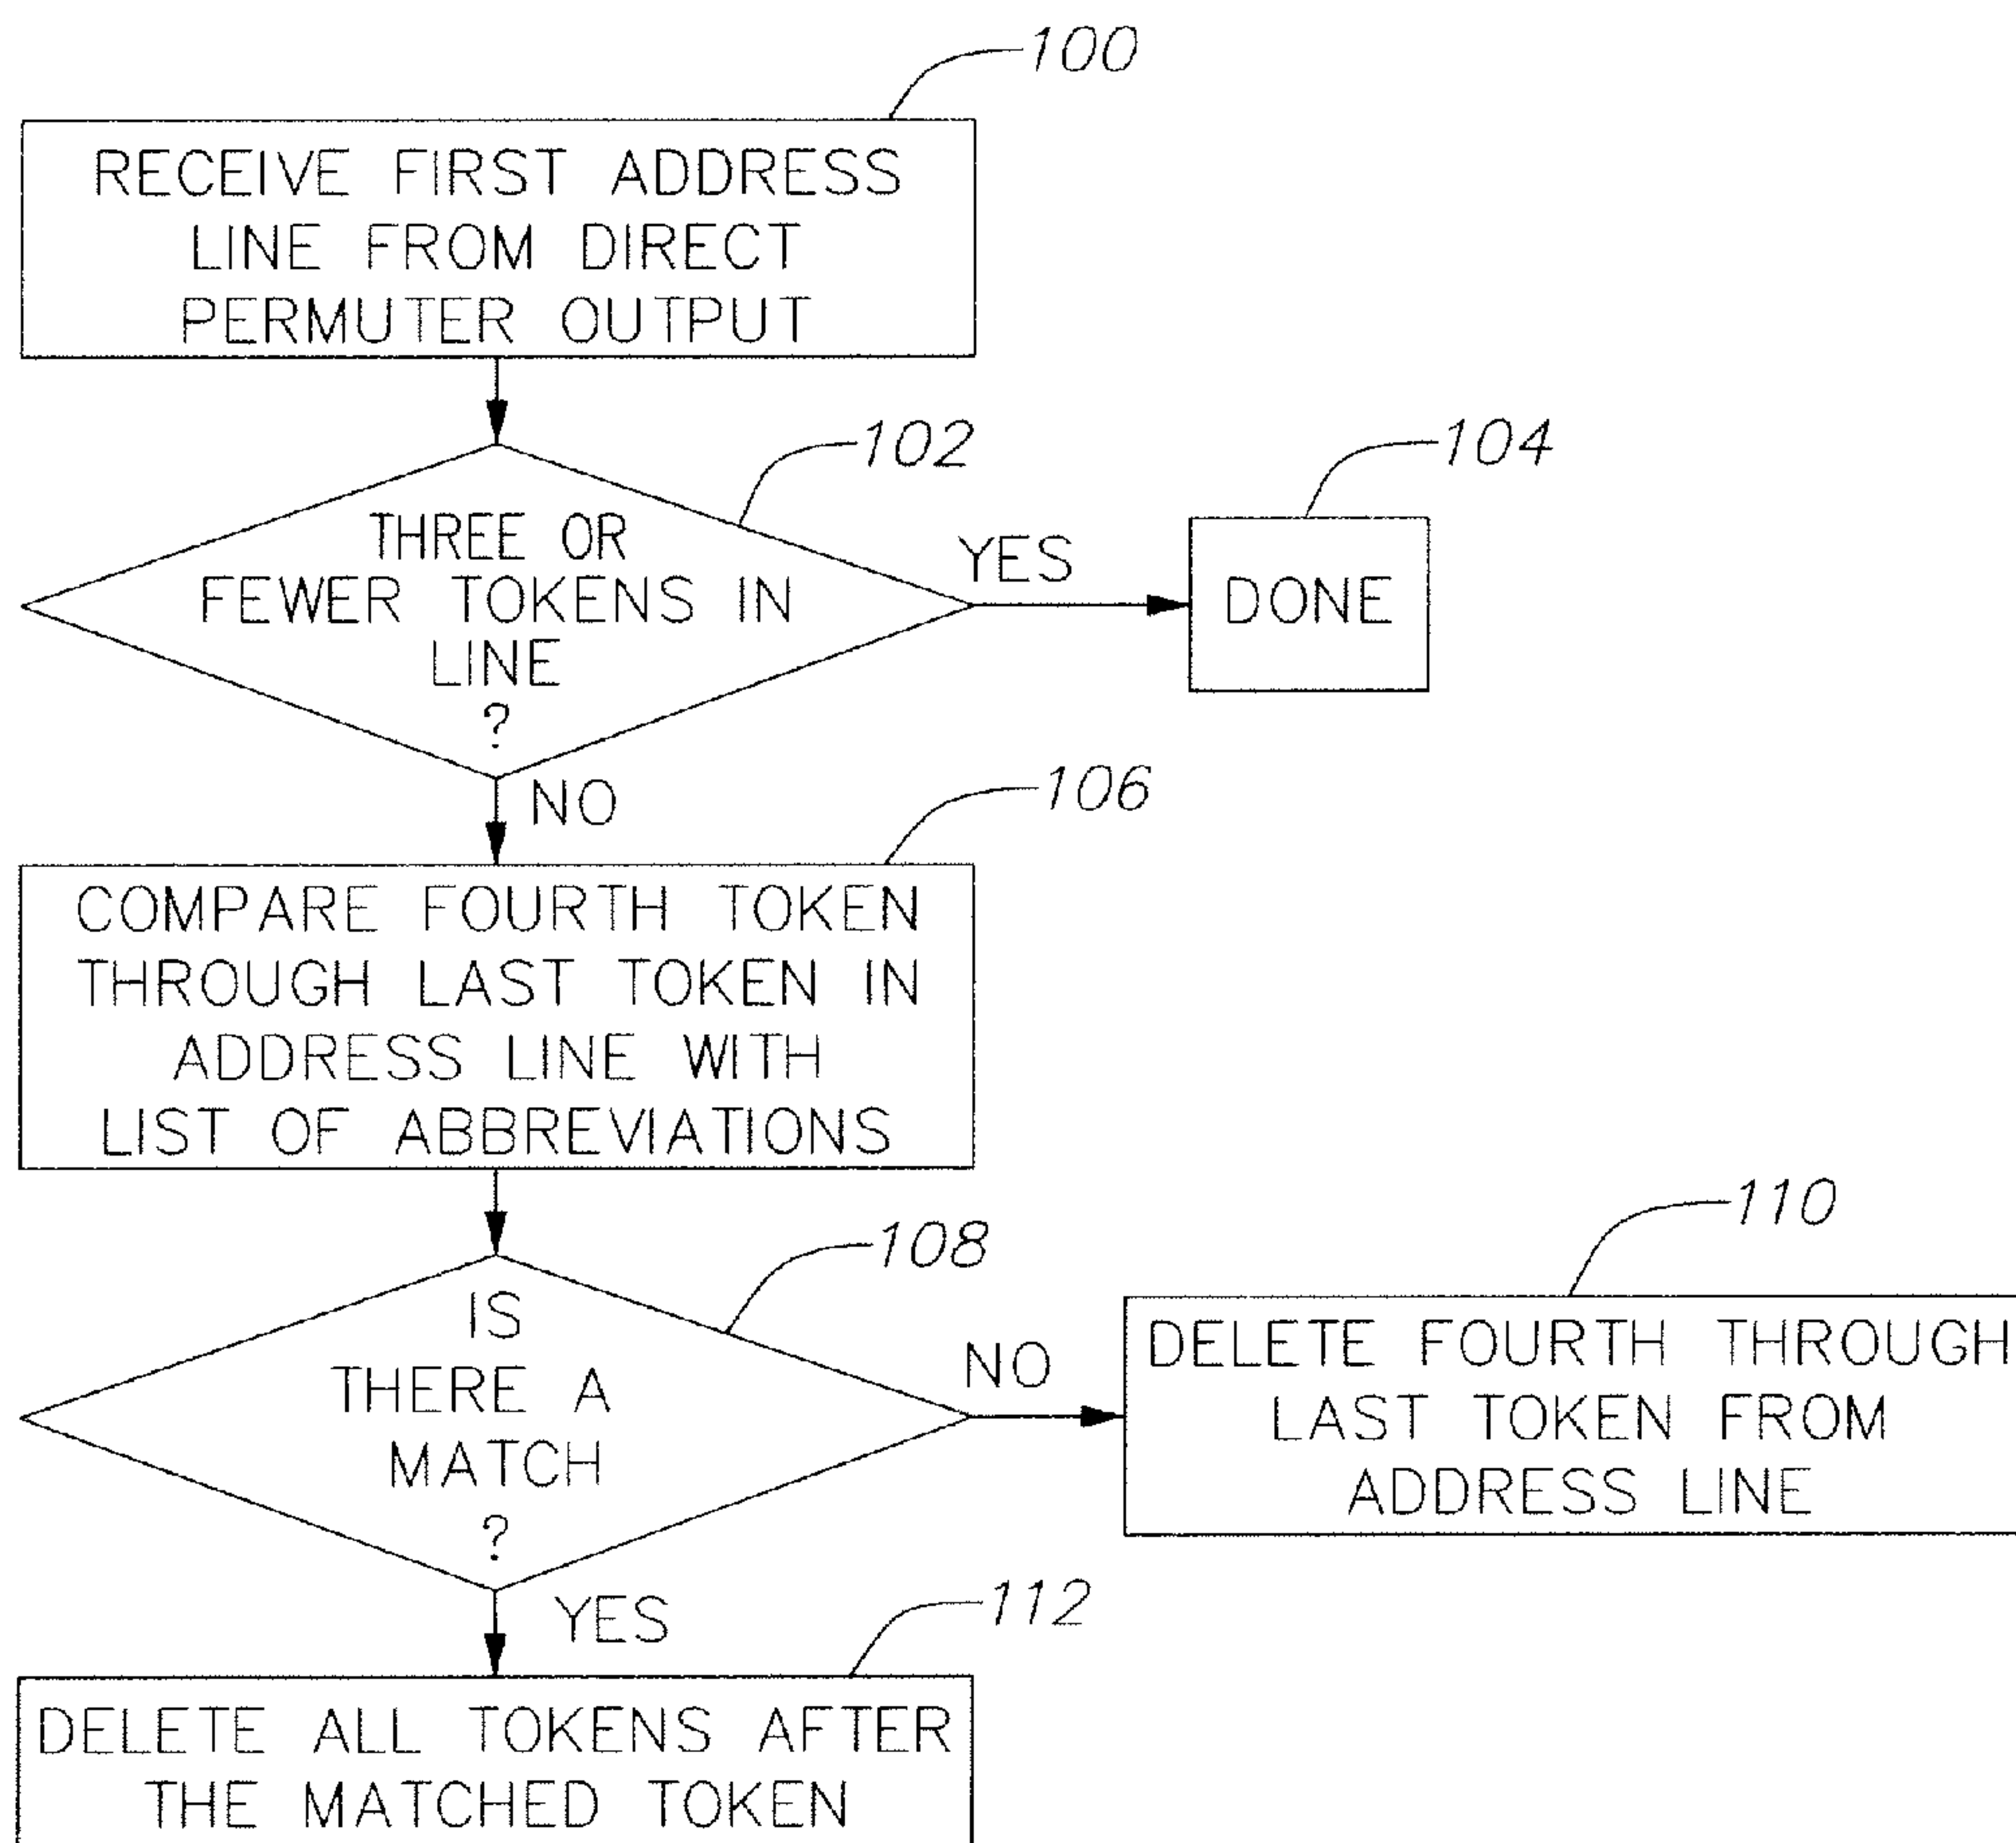 100
RECEIVE FIRST ADDRESS
LINE FROM DIRECT
PERMUTER OUTPUT
102
THREE OR
FEWER TOKENS IN
LINE
?
YES
104
DONE
NO
106
COMPARE FOURTH TOKEN
THROUGH LAST TOKEN IN
ADDRESS LINE WITH
LIST OF ABBREVIATIONS
108
IS
THERE A
MATCH
?
NO
110
DELETE FOURTH THROUGH
LAST TOKEN FROM
ADDRESS LINE
YES
112
DELETE ALL TOKENS AFTER
THE MATCHED TOKEN